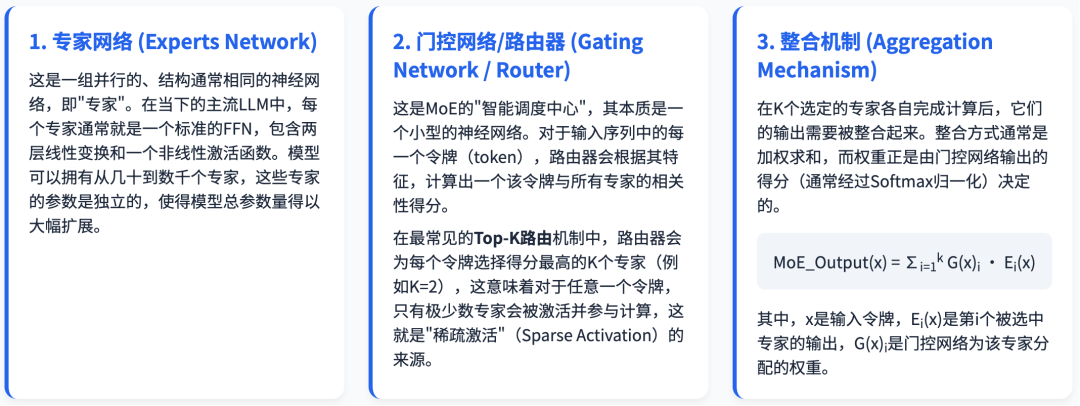 1. 专家网络 (Experts Network)
这是一组并行的、结构通常相同的神经网
络，即"专家"。在当下的主流LLM中，每
个专家通常就是一个标准的FFN，包含两
层线性变换和一个非线性激活函数。模型
可以拥有从几十到数千个专家，这些专家
的参数是独立的，使得模型总参数量得以
大幅扩展。
2. 门控网络/路由器 (Gating
Network / Router)
这是MoE的"智能调度中心"，其本质是一
个小型的神经网络。对于输入序列中的每
一个令牌（token），路由器会根据其特
征，计算出一个该令牌与所有专家的相关
性得分。
在最常见的Top-K路由机制中，路由器会
为每个令牌选择得分最高的K个专家（例
如K=2），这意味着对于任意一个令牌，
只有极少数专家会被激活并参与计算，这
就是"稀疏激活"（Sparse Activation）的
来源。
3. 整合机制 (Aggregation
Mechanism)
在K个选定的专家各自完成计算后，它们
的输出需要被整合起来。整合方式通常是
加权求和，而权重正是由门控网络输出的
得分（通常经过Softmax归一化）决定
的。
MoE_Output(x) = Σ i=1 k G(x)i · Ei(x)
其中，x是输入令牌，Ei(x)是第i个被选中
专家的输出，G(x)i是门控网络为该专家分
配的权重。